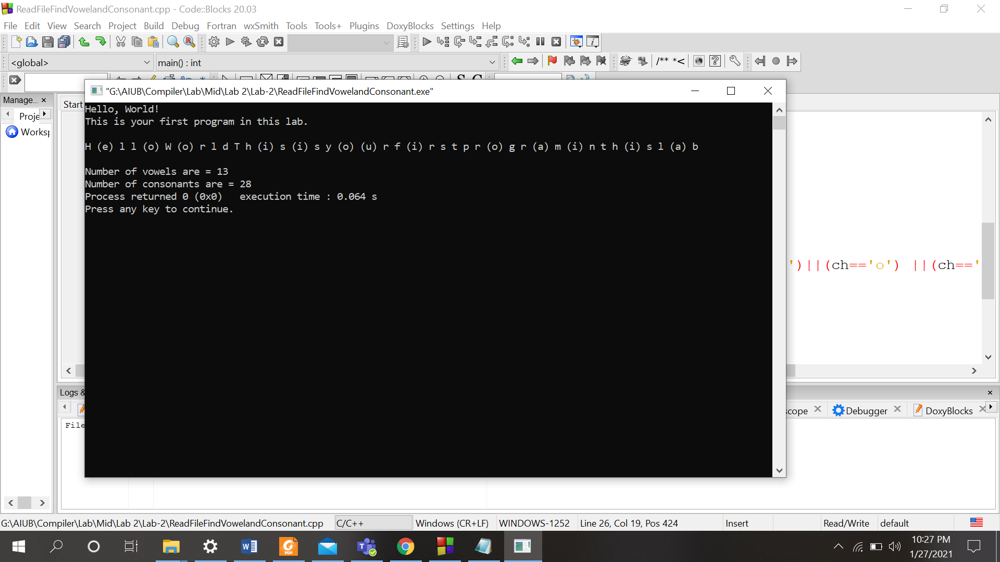 ReadFileFindVowelandConsonant.cpp - Code::Blocks 20.03
File Edit View Search Project Build Debug Fortran wxSmith Tools Tools+ Plugins DoxyBlocks Settings Help
<global> main() : int /** *<
"G:\AIUB\Compiler\Lab\Mid\Lab 2\Lab-2\ReadFileFindVowelandConsonant.exe"
Manage...
Start
Hello, World!
This is your first program in this lab.
H (e) l l (o) W (o) r l d T h (i) s (i) s y (o) (u) r f (i) r s t p r (o) g r (a) m (i) n t h (i) s l (a) b
Number of vowels are = 13
Number of consonants are = 28
Process returned 0 (0x0)   execution time : 0.064 s
Press any key to continue.
')||(ch=='o') ||(ch=='
Logs &
Debugger DoxyBlocks
File
G:\AIUB\Compiler\Lab\Mid\Lab 2\Lab-2\ReadFileFindVowelandConsonant.cpp C/C++ Windows (CR+LF) WINDOWS-1252 Line 26, Col 19, Pos 424 Insert Read/Write default
10:27 PM
1/27/2021